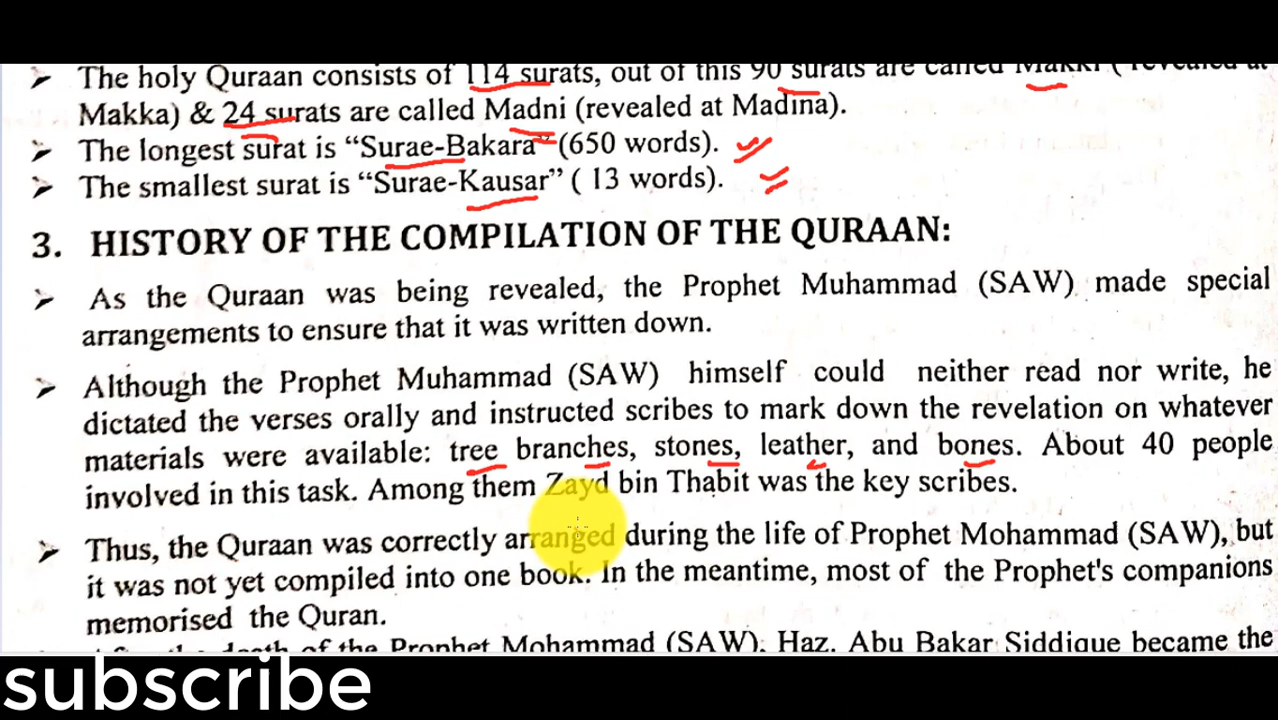 ➤ The holy Quraan consists of 114 surats, out of this 90 surats are called Makki ( revealed at
Makka) & 24 surats are called Madni (revealed at Madina).
➤ The longest surat is “Surae-Bakara” (650 words).
➤ The smallest surat is “Surae-Kausar” ( 13 words).
3. HISTORY OF THE COMPILATION OF THE QURAAN:
➤ As the Quraan was being revealed, the Prophet Muhammad (SAW) made special
arrangements to ensure that it was written down.
➤ Although the Prophet Muhammad (SAW) himself could neither read nor write, he
dictated the verses orally and instructed scribes to mark down the revelation on whatever
materials were available: tree branches, stones, leather, and bones. About 40 people
involved in this task. Among them Zayd bin Thabit was the key scribes.
➤ Thus, the Quraan was correctly arranged during the life of Prophet Mohammad (SAW), but
it was not yet compiled into one book. In the meantime, most of the Prophet's companions
memorised the Quran.
death of the Prophet Mohammad (SAW). Haz. Abu Bakar Siddique became the
subscribe